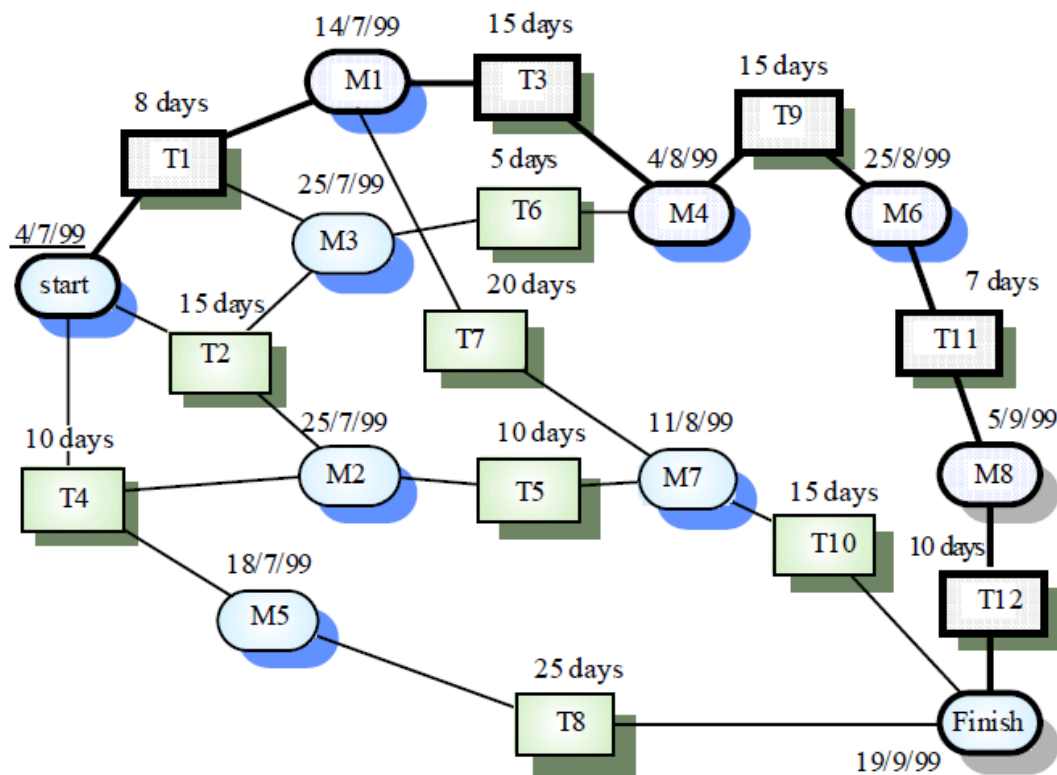 14/7/99
15 days
M1
T3
15 days
8 days
T9
T1
5 days
4/8/99
25/8/99
25/7/99
T6
M4
M6
4/7/99
M3
start
20 days
7 days
15 days
T2
T7
T11
25/7/99
10 days
11/8/99
5/9/99
10 days
M2
M7
M8
T4
T5
15 days
T10
10 days
18/7/99
M5
T12
25 days
T8
Finish
19/9/99